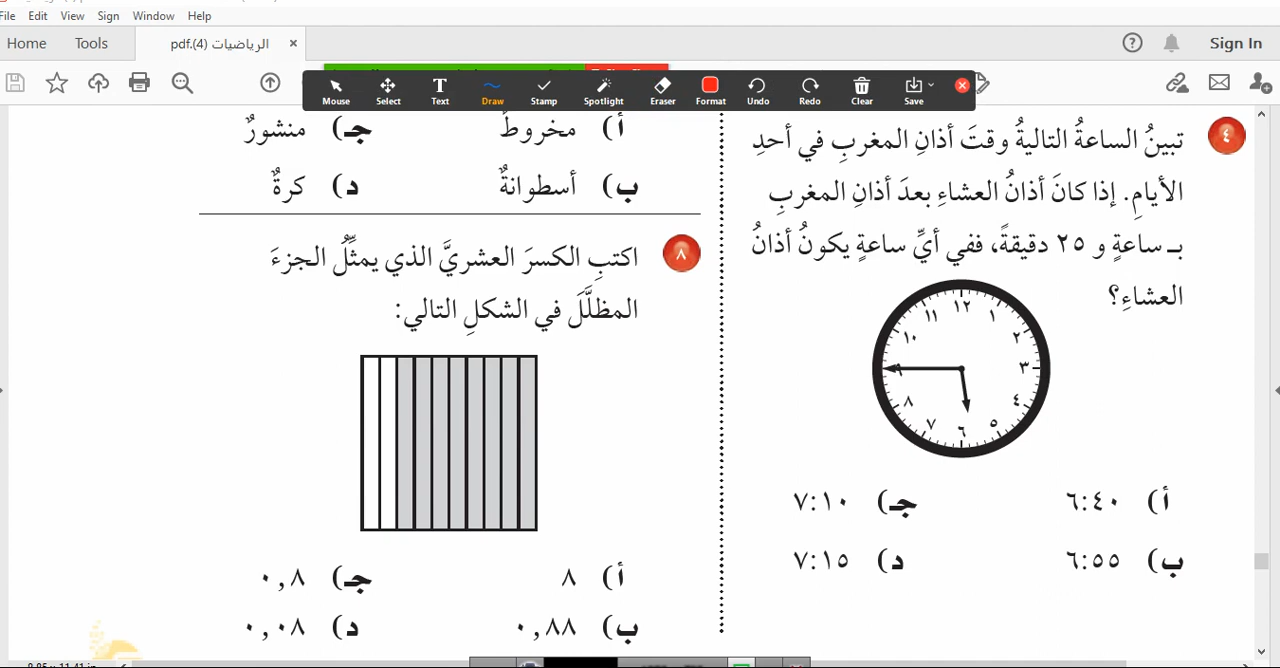 File Edit View Sign Window Help
Home Tools الرياضيات (4).pdf × Sign In
Mouse Select Text Draw Stamp Spotlight Eraser Format Undo Redo Clear Save
٤
تبينُ الساعةُ التاليةُ وقتَ أذانِ المغربِ في أحدِ
الأيامِ. إذا كانَ أذانُ العشاءِ بعدَ أذانِ المغربِ
بـ ساعةٍ و ٢٥ دقيقةً، ففي أيِّ ساعةٍ يكونُ أذانُ
العشاءِ؟
١٢
١
٢
٣
٤
٥
٦
٧
٨
٩
١٠
١١
أ) ٦:٤٠ جـ) ٧:١٠
ب) ٦:٥٥ د) ٧:١٥
أ) مخروطٌ جـ) منشورٌ
ب) أسطوانةٌ د) كرةٌ
٨
اكتبِ الكسرَ العشريَّ الذي يمثِّلُ الجزءَ
المظلَّلَ في الشكلِ التالي:
أ) ٨ جـ) ٠,٨
ب) ٠,٨٨ د) ٠,٠٨